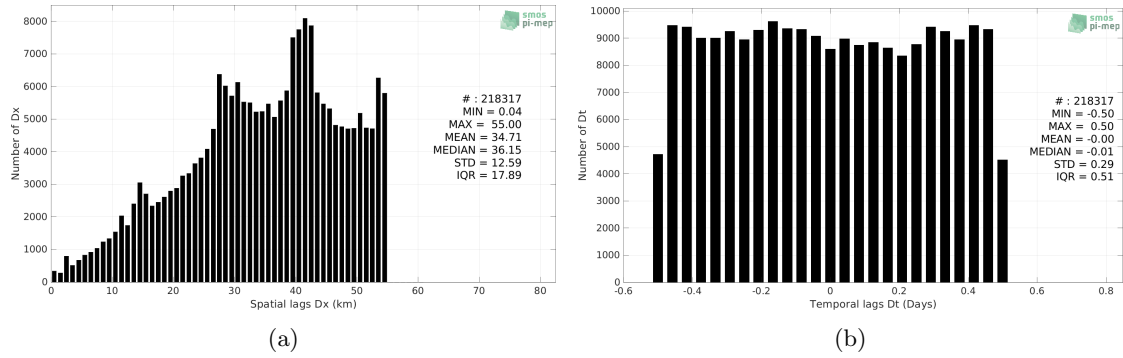 8000
7000
6000
5000
4000
3000
2000
1000
0
Number of Dx
0 10 20 30 40 50 60 70 80
Spatial lags Dx (km)
smos
pi-mep
# : 218317
MIN = 0.04
MAX = 55.00
MEAN = 34.71
MEDIAN = 36.15
STD = 12.59
IQR = 17.89
(a)
10000
9000
8000
7000
6000
5000
4000
3000
2000
1000
0
Number of Dt
-0.6 -0.4 -0.2 0 0.2 0.4 0.6 0.8
Temporal lags Dt (Days)
smos
pi-mep
# : 218317
MIN = -0.50
MAX = 0.50
MEAN = -0.00
MEDIAN = -0.01
STD = 0.29
IQR = 0.51
(b)